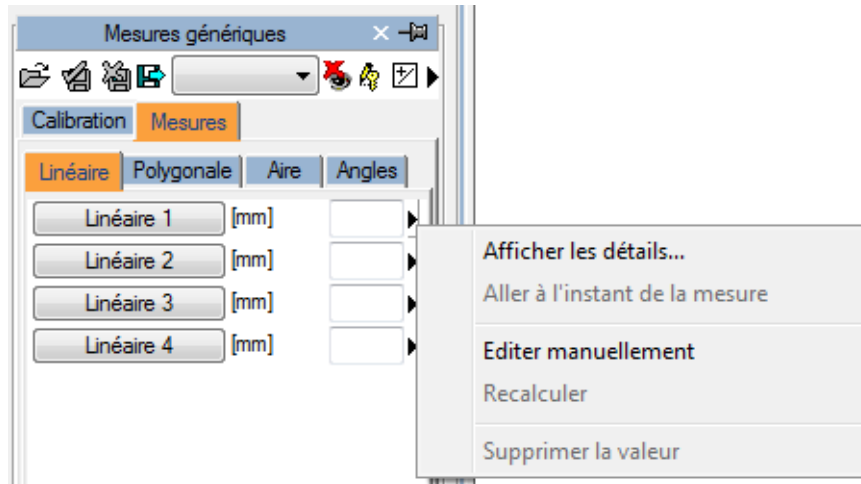 Mesures génériques
Calibration Mesures
Linéaire Polygonale Aire Angles
Linéaire 1 [mm]
Linéaire 2 [mm]
Linéaire 3 [mm]
Linéaire 4 [mm]
Afficher les détails...
Aller à l'instant de la mesure
Editer manuellement
Recalculer
Supprimer la valeur